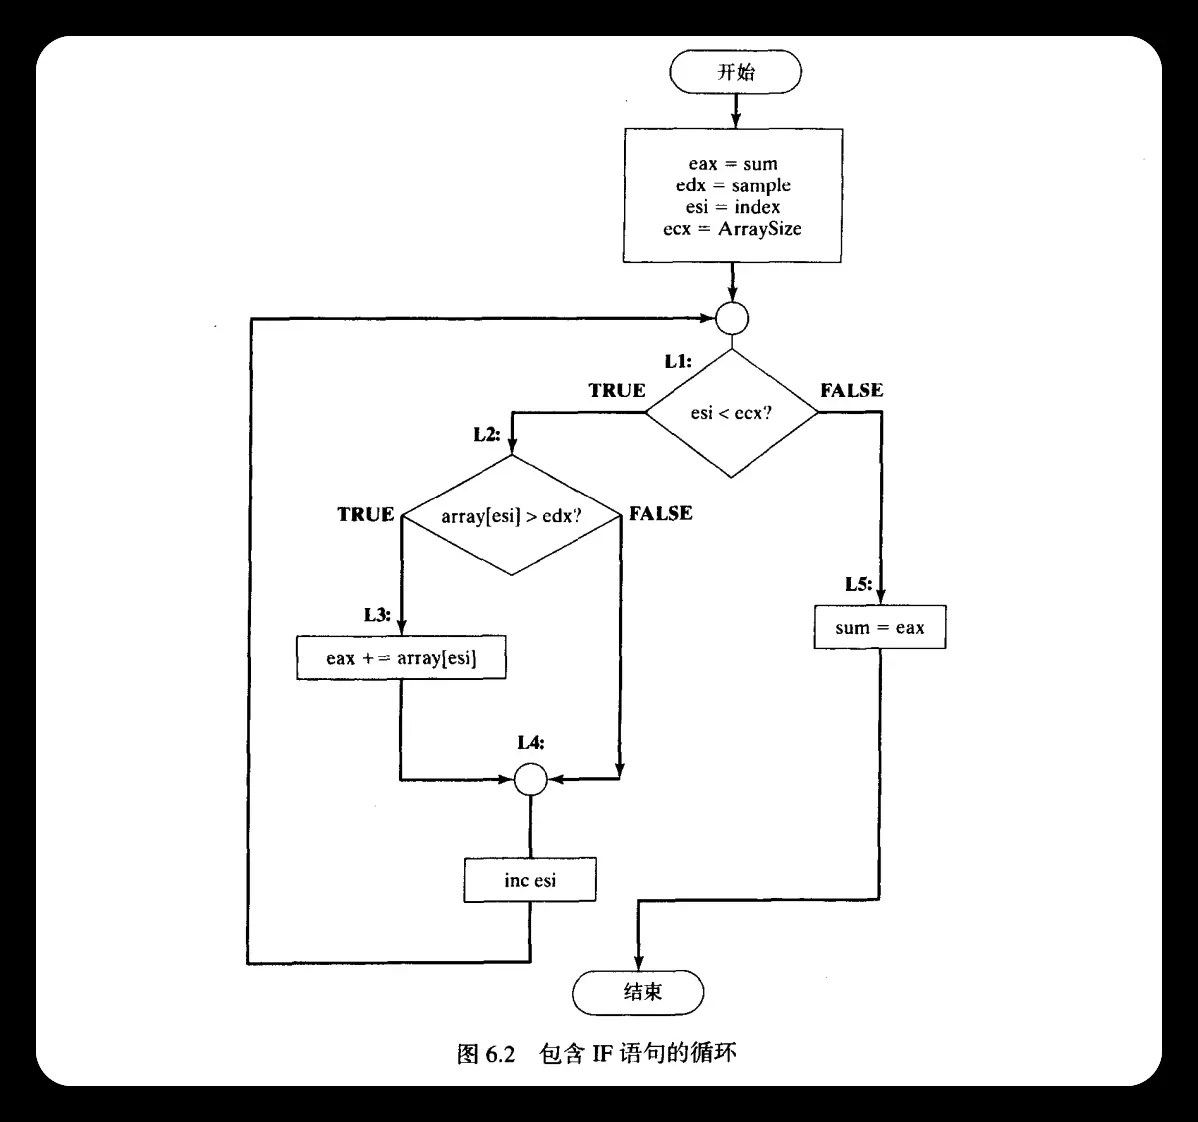 开始
eax = sum
edx = sample
esi = index
ecx = ArraySize
L1:
TRUE
FALSE
esi < ecx?
L2:
TRUE
array[esi] > edx?
FALSE
L5:
L3:
sum = eax
eax += array[esi]
L4:
inc esi
结束
图 6.2 包含 IF 语句的循环